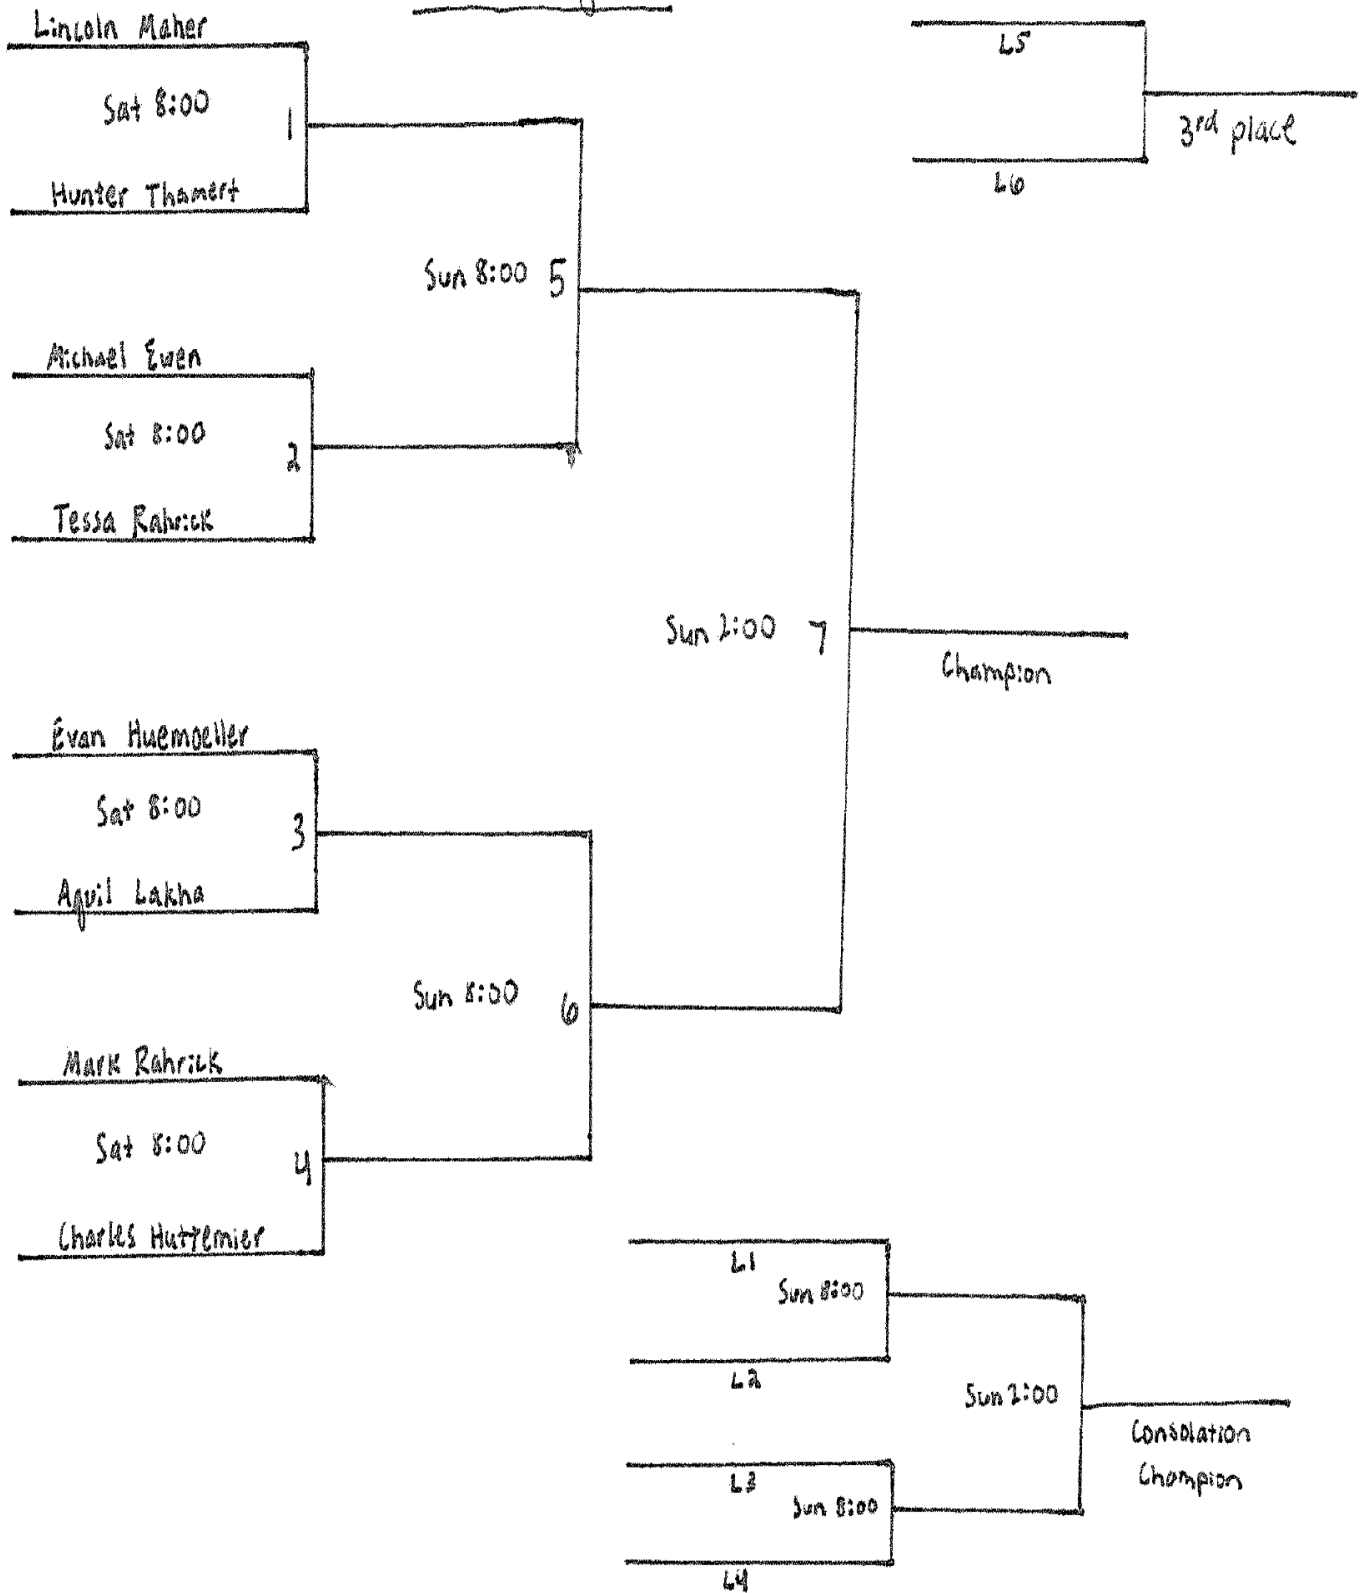 Lincoln Maher
L5
Sat 8:00
1
3rd place
Hunter Thamert
L6
Sun 8:00 5
Michael Ewen
Sat 8:00
2
Tessa Rahrick
Sun 2:00 7
Champion
Evan Huemoeller
Sat 8:00
3
Aquil Lakha
Sun 8:00 6
Mark Rahrick
Sat 8:00
4
Charles Huttemier
L1
Sun 8:00
L2
Sun 2:00
Consolation
Champion
L3
Sun 8:00
L4